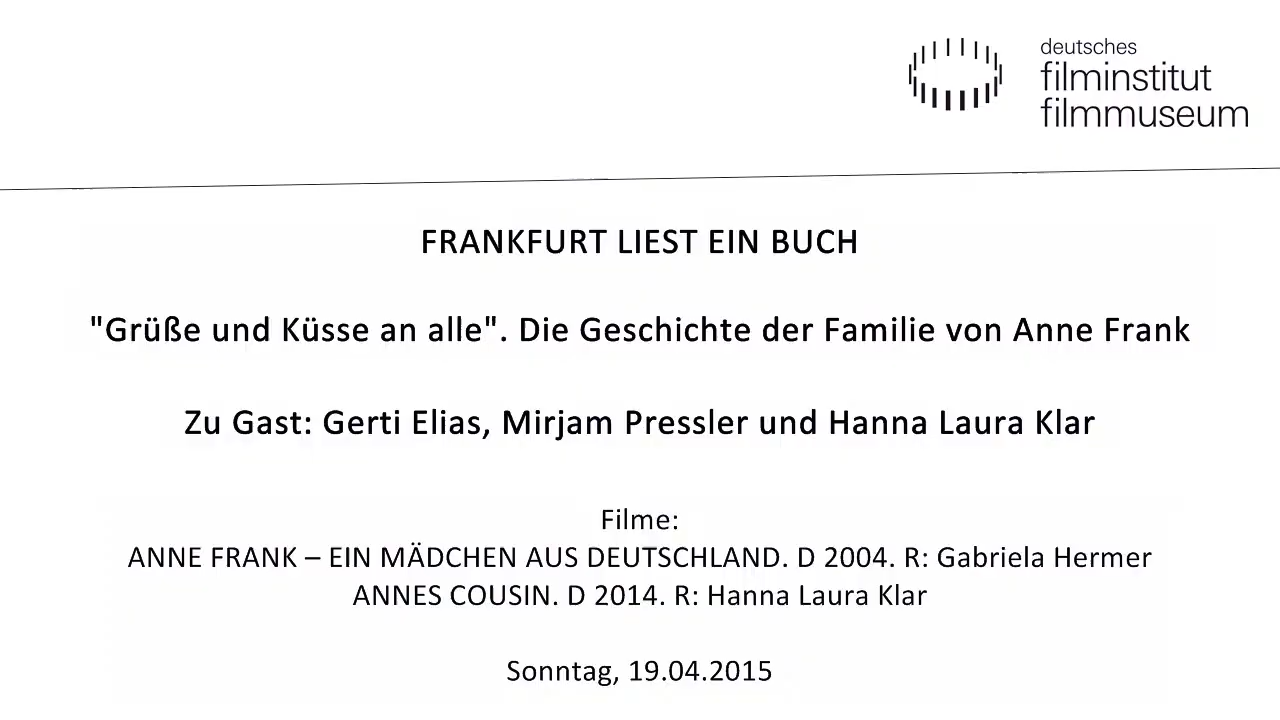 deutsches
filminstitut
filmmuseum
FRANKFURT LIEST EIN BUCH
"Grüße und Küsse an alle". Die Geschichte der Familie von Anne Frank
Zu Gast: Gerti Elias, Mirjam Pressler und Hanna Laura Klar
Filme:
ANNE FRANK – EIN MÄDCHEN AUS DEUTSCHLAND. D 2004. R: Gabriela Hermer
ANNES COUSIN. D 2014. R: Hanna Laura Klar
Sonntag, 19.04.2015